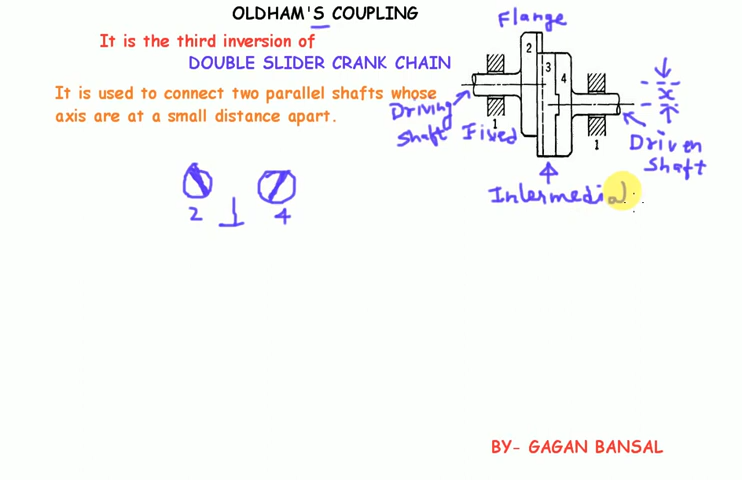 OLDHAM'S COUPLING
It is the third inversion of
DOUBLE SLIDER CRANK CHAIN
It is used to connect two parallel shafts whose
axis are at a small distance apart.
Flange
2
3
4
x
Driving
Shaft
1
Fixed
1
Driven
Shaft
Intermedia
2
4
BY- GAGAN BANSAL